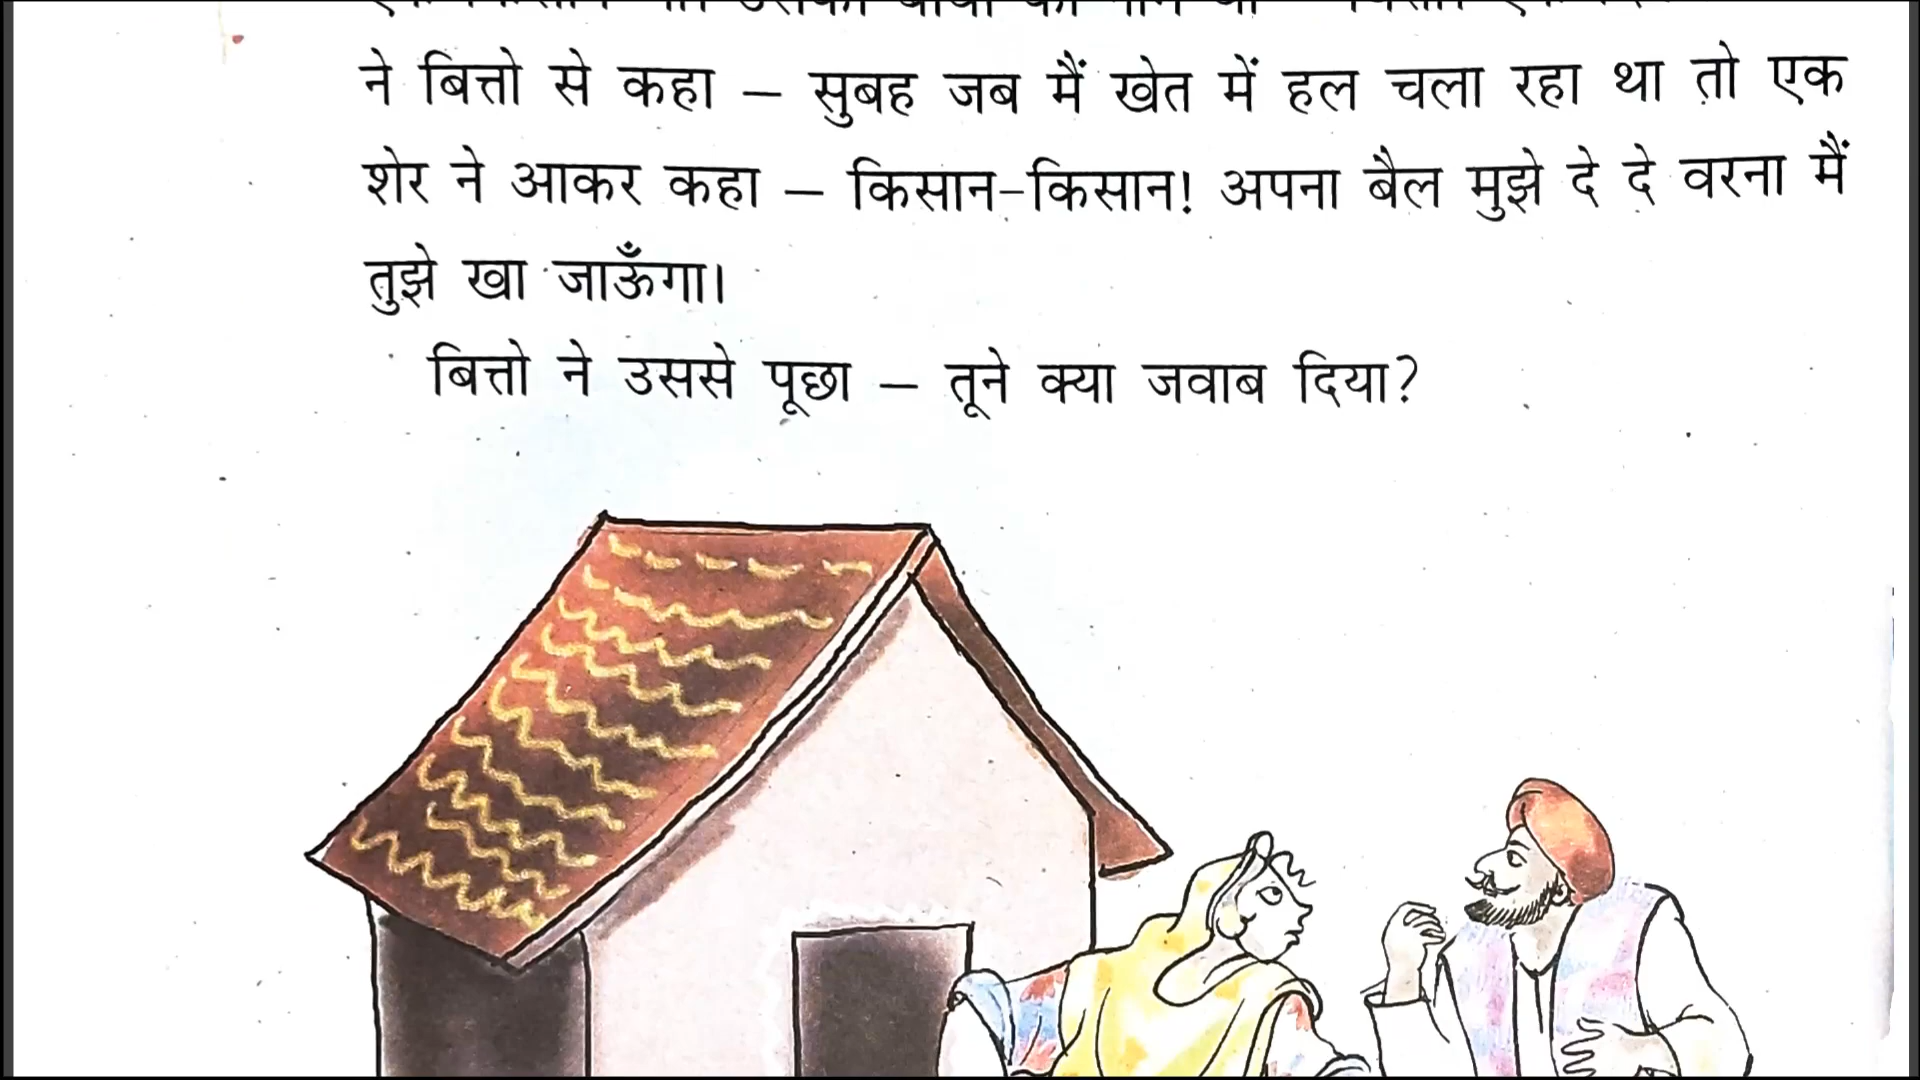 ने बित्तो से कहा – सुबह जब मैं खेत में हल चला रहा था तो एक
शेर ने आकर कहा – किसान-किसान! अपना बैल मुझे दे दे वरना मैं
तुझे खा जाऊँगा।
बित्तो ने उससे पूछा – तूने क्या जवाब दिया?